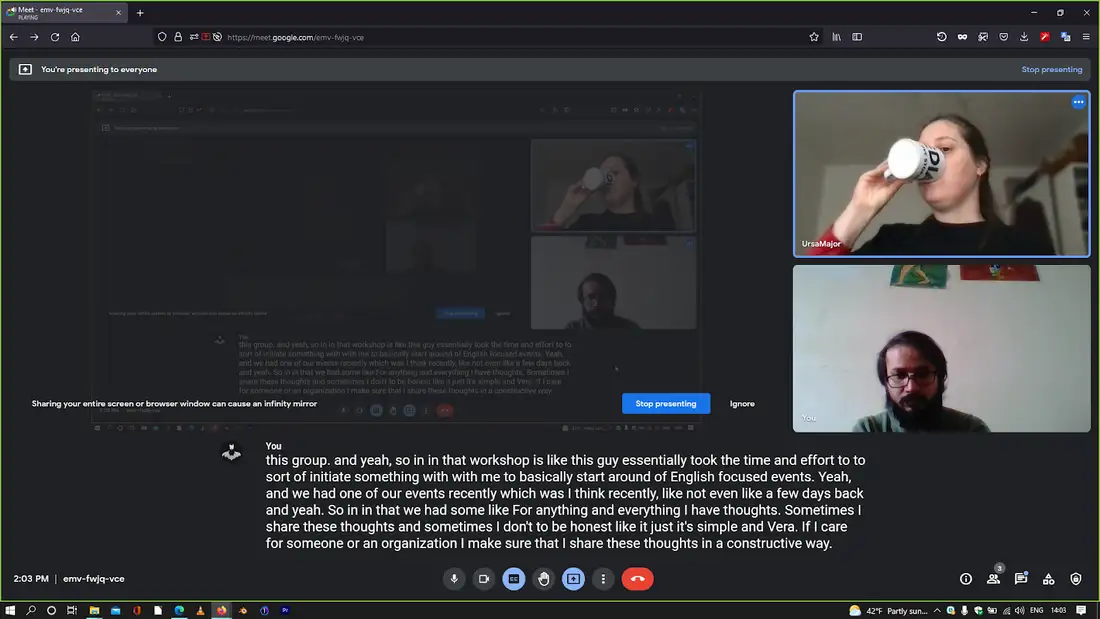 Meet - emv-fwjq-vce
PLAYING
https://meet.google.com/emv-fwjq-vce
You're presenting to everyone
Stop presenting
UrsaMajor
You
Sharing your entire screen or browser window can cause an infinity mirror
Stop presenting
Ignore
You
this group. and yeah, so in in that workshop is like this guy essentially took the time and effort to to
sort of initiate something with with me to basically start around of English focused events. Yeah,
and we had one of our events recently which was I think recently, like not even like a few days back
and yeah. So in in that we had some like For anything and everything I have thoughts. Sometimes I
share these thoughts and sometimes I don't to be honest like it just it's simple and Vera. If I care
for someone or an organization I make sure that I share these thoughts in a constructive way.
2:03 PM | emv-fwjq-vce
3
42°F Partly sun...
ENG
14:03